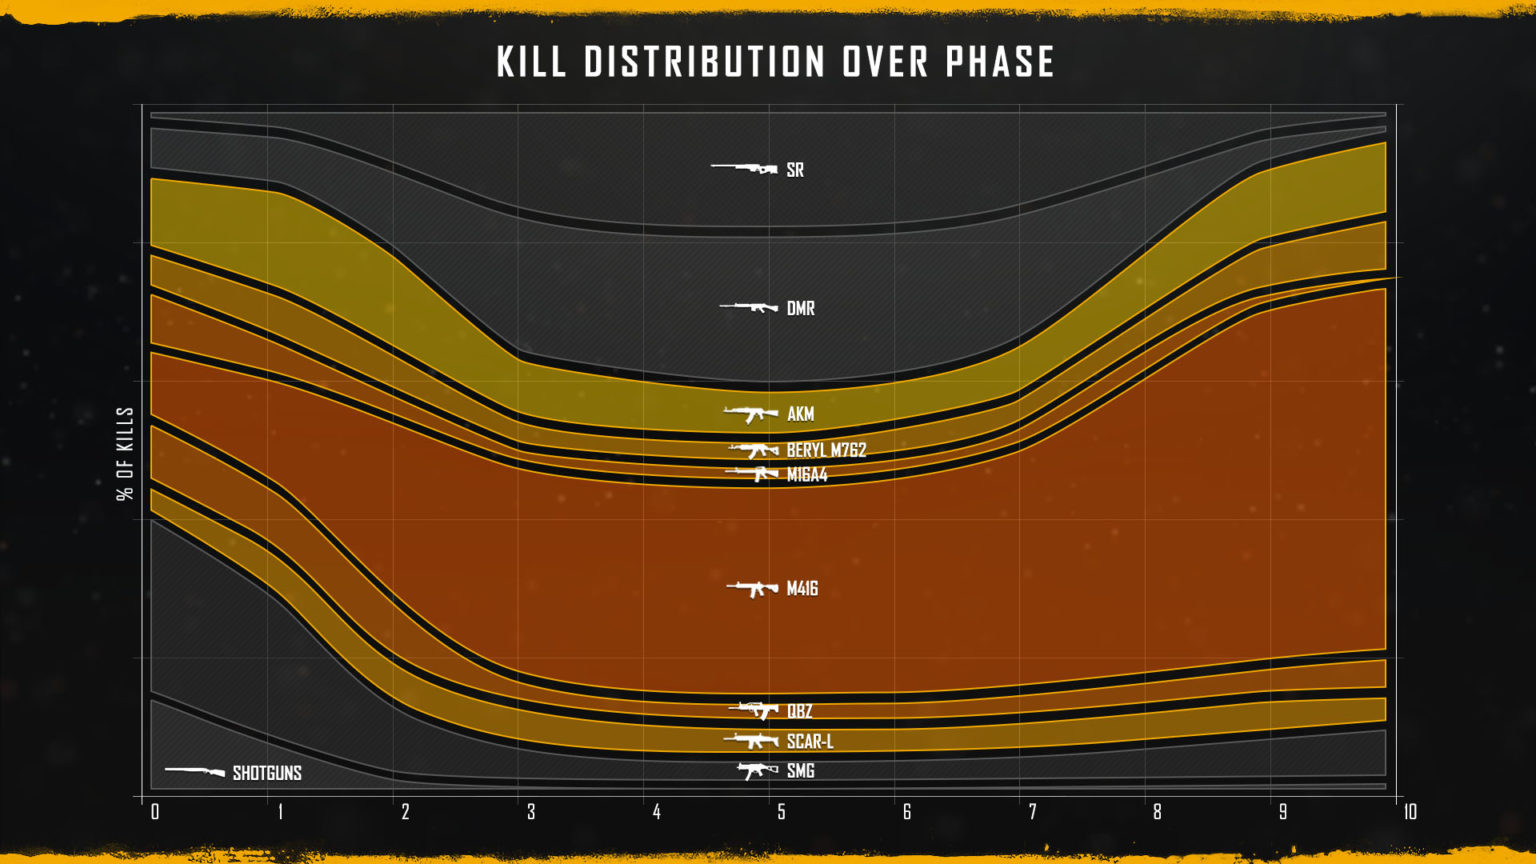 KILL DISTRIBUTION OVER PHASE
% OF KILLS
SR
DMR
AKM
BERYL M762
M16A4
M416
QBZ
SCAR-L
SMG
SHOTGUNS
0 1 2 3 4 5 6 7 8 9 10